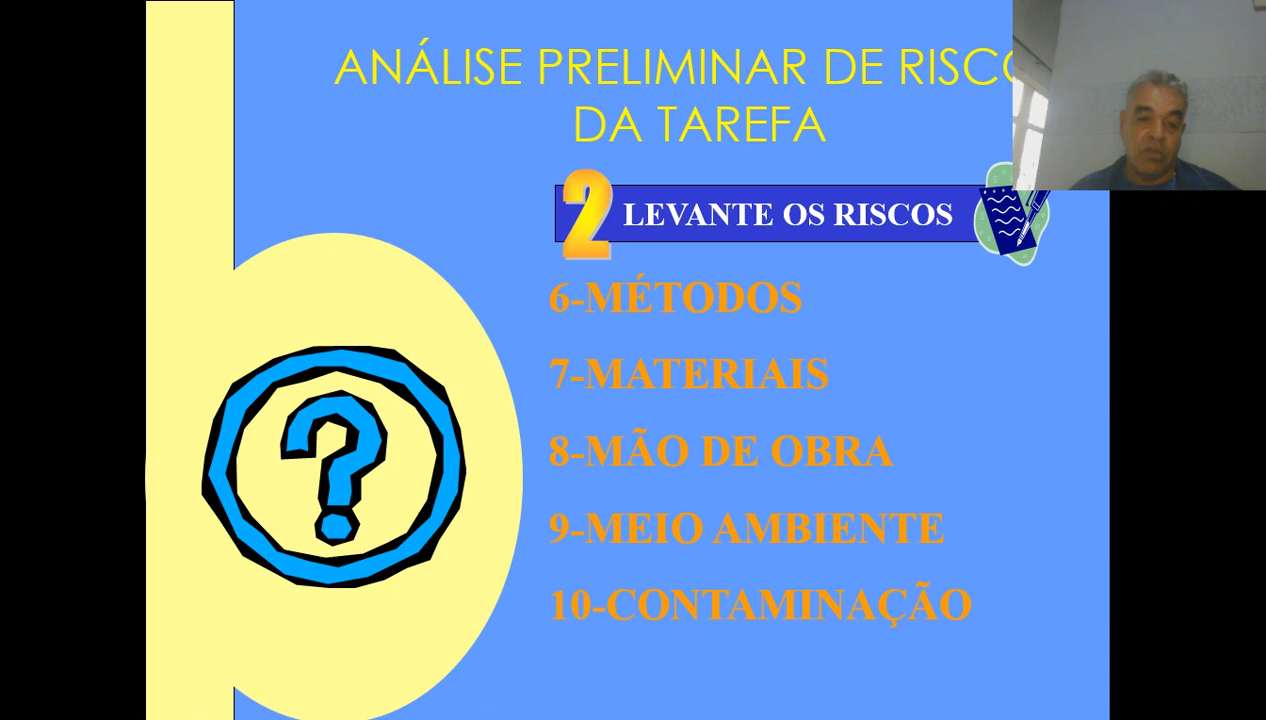 ANÁLISE PRELIMINAR DE RISCO
DA TAREFA
2 LEVANTE OS RISCOS
6-MÉTODOS
7-MATERIAIS
8-MÃO DE OBRA
9-MEIO AMBIENTE
10-CONTAMINAÇÃO
?